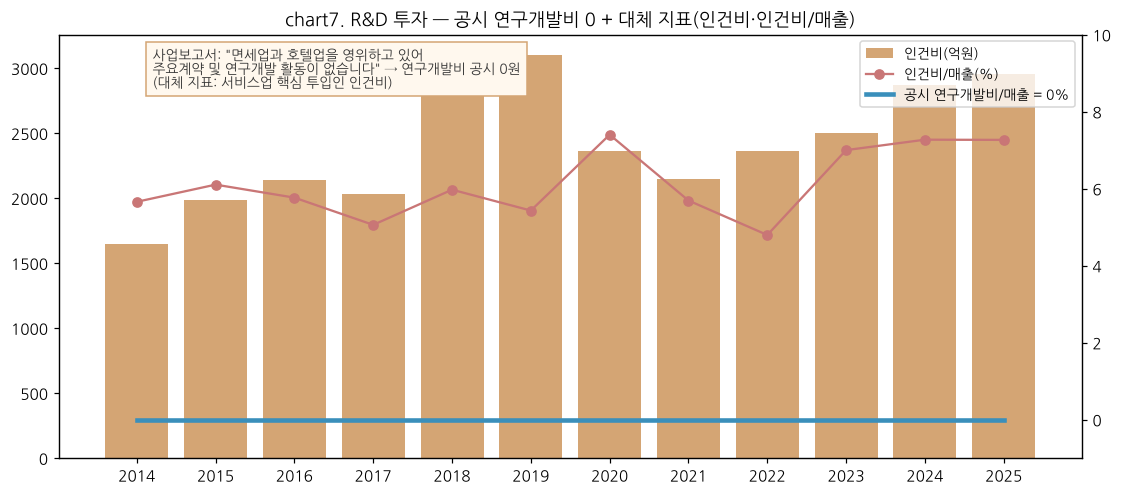 chart7. R&D 투자 — 공시 연구개발비 0 + 대체 지표(인건비·인건비/매출)
사업보고서: "면세업과 호텔업을 영위하고 있어
주요계약 및 연구개발 활동이 없습니다" → 연구개발비 공시 0원
(대체 지표: 서비스업 핵심 투입인 인건비)
인건비(억원)
인건비/매출(%)
공시 연구개발비/매출 = 0%
3000
2500
2000
1500
1000
500
0
10
8
6
4
2
0
2014 2015 2016 2017 2018 2019 2020 2021 2022 2023 2024 2025